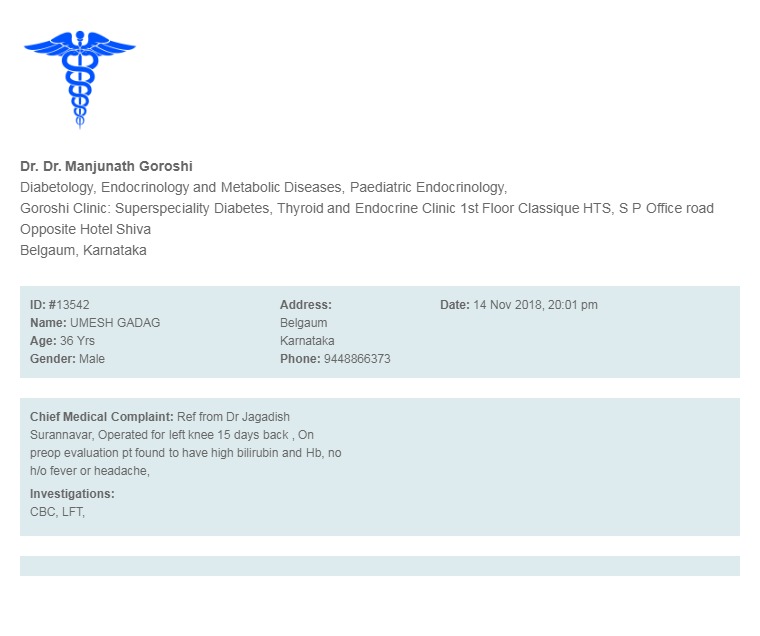 Dr. Dr. Manjunath Goroshi
Diabetology, Endocrinology and Metabolic Diseases, Paediatric Endocrinology,
Goroshi Clinic: Superspeciality Diabetes, Thyroid and Endocrine Clinic 1st Floor Classique HTS, S P Office road
Opposite Hotel Shiva
Belgaum, Karnataka
ID: #13542
Name: UMESH GADAG
Age: 36 Yrs
Gender: Male
Address:
Belgaum
Karnataka
Phone: 9448866373
Date: 14 Nov 2018, 20:01 pm
Chief Medical Complaint: Ref from Dr Jagadish
Surannavar, Operated for left knee 15 days back , On
preop evaluation pt found to have high bilirubin and Hb, no
h/o fever or headache,
Investigations:
CBC, LFT,